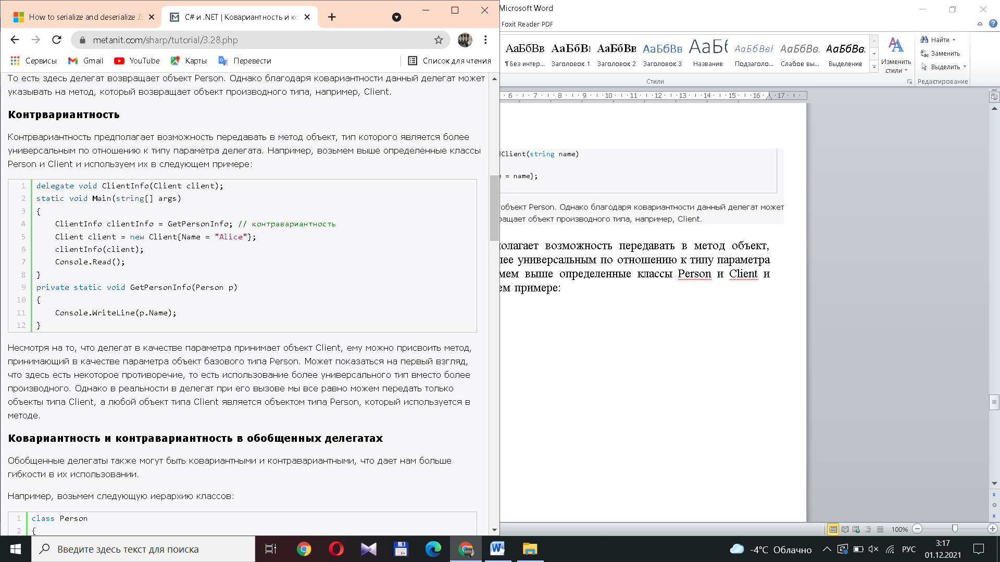 How to serialize and deserialize JS
C# и .NET | Ковариантность и ко
metanit.com/sharp/tutorial/3.28.php
Сервисы
Gmail
YouTube
Карты
Перевести
Список для чтения
То есть здесь делегат возвращает объект Person. Однако благодаря ковариантности данный делегат может
указывать на метод, который возвращает объект производного типа, например, Client.
Контрвариантность
Контрвариантность предполагает возможность передавать в метод объект, тип которого является более
универсальным по отношению к типу параметра делегата. Например, возьмем выше определенные классы
Person и Client и используем их в следующем примере:
1 delegate void ClientInfo(Client client);
2 static void Main(string[] args)
3 {
4 ClientInfo clientInfo = GetPersonInfo; // контравариантность
5 Client client = new Client{Name = "Alice"};
6 clientInfo(client);
7 Console.Read();
8 }
9 private static void GetPersonInfo(Person p)
10 {
11 Console.WriteLine(p.Name);
12 }
Несмотря на то, что делегат в качестве параметра принимает объект Client, ему можно присвоить метод,
принимающий в качестве параметра объект базового типа Person. Может показаться на первый взгляд,
что здесь есть некоторое противоречие, то есть использование более универсального тип вместо более
производного. Однако в реальности в делегат при его вызове мы все равно можем передать только
объекты типа Client, а любой объект типа Client является объектом типа Person, который используется в
методе.
Ковариантность и контравариантность в обобщенных делегатах
Обобщенные делегаты также могут быть ковариантными и контравариантными, что дает нам больше
гибкости в их использовании.
Например, возьмем следующую иерархию классов:
1 class Person
2 {
Microsoft Word
Foxit Reader PDF
АаБбВв АаБбВı АаБбВв АаБбВв АаБ АаБбВвІ АаБбВв. АаБбВв.
¶ Без интер... Заголовок 1 Заголовок 2 Заголовок 3 Название Подзаголо... Слабое вы... Выделение
Изменить
стили
Найти
Заменить
Выделить
Стили
Редактирование
6 7 8 9 10 11 12 13 14 15 16 17
dClient(string name)
= name};
объект Person. Однако благодаря ковариантности данный делегат может
ращает объект производного типа, например, Client.
полагает возможность передавать в метод объект,
лее универсальным по отношению к типу параметра
мем выше определенные классы Person и Client и
ем примере:
100%
Введите здесь текст для поиска
64
-4°C Облачно
РУС
3:17
01.12.2021